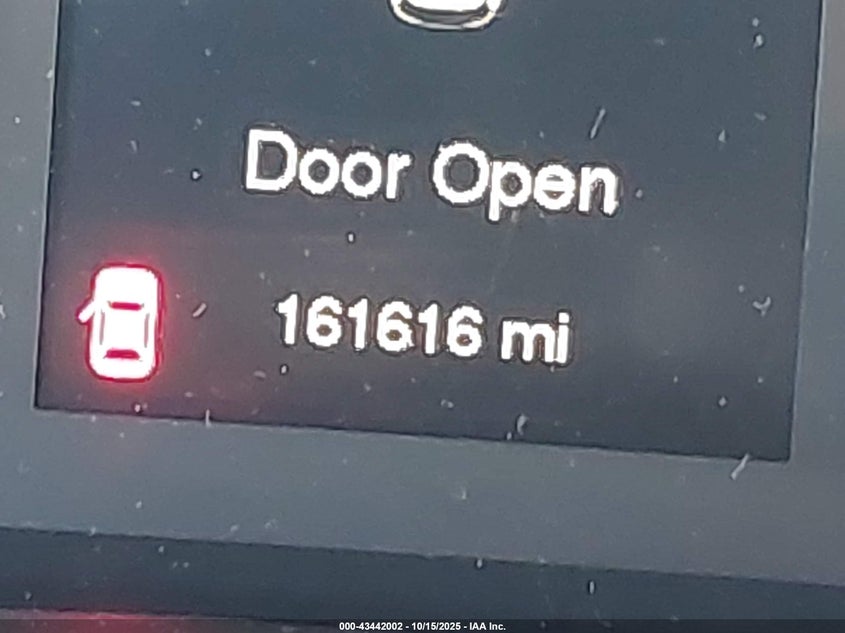 Door Open
161616 mi
000-43442002 - 10/15/2025 - IAA Inc.